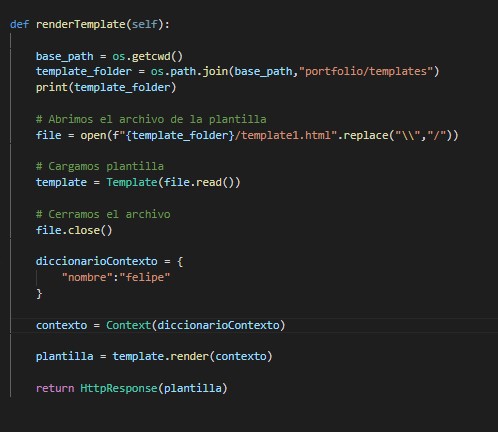 def renderTemplate(self):
base_path = os.getcwd()
template_folder = os.path.join(base_path,"portfolio/templates")
print(template_folder)
# Abrimos el archivo de la plantilla
file = open(f"{template_folder}/template1.html".replace("\\","/"))
# Cargamos plantilla
template = Template(file.read())
# Cerramos el archivo
file.close()
diccionarioContexto = {
"nombre":"felipe"
}
contexto = Context(diccionarioContexto)
plantilla = template.render(contexto)
return HttpResponse(plantilla)